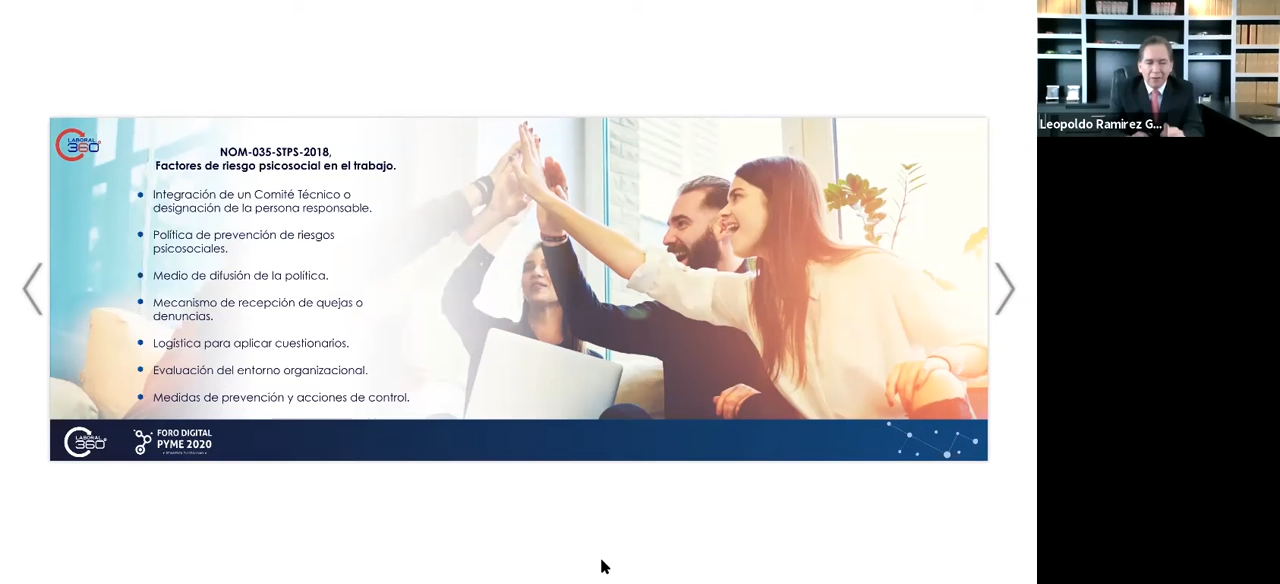 LABORAL
360°
NOM-035-STPS-2018,
Factores de riesgo psicosocial en el trabajo.
Integración de un Comité Técnico o
designación de la persona responsable.
Política de prevención de riesgos
psicosociales.
Medio de difusión de la política.
Mecanismo de recepción de quejas o
denuncias.
Logística para aplicar cuestionarios.
Evaluación del entorno organizacional.
Medidas de prevención y acciones de control.
LABORAL
360°
FORO DIGITAL
PYME 2020
Leopoldo Ramirez G...